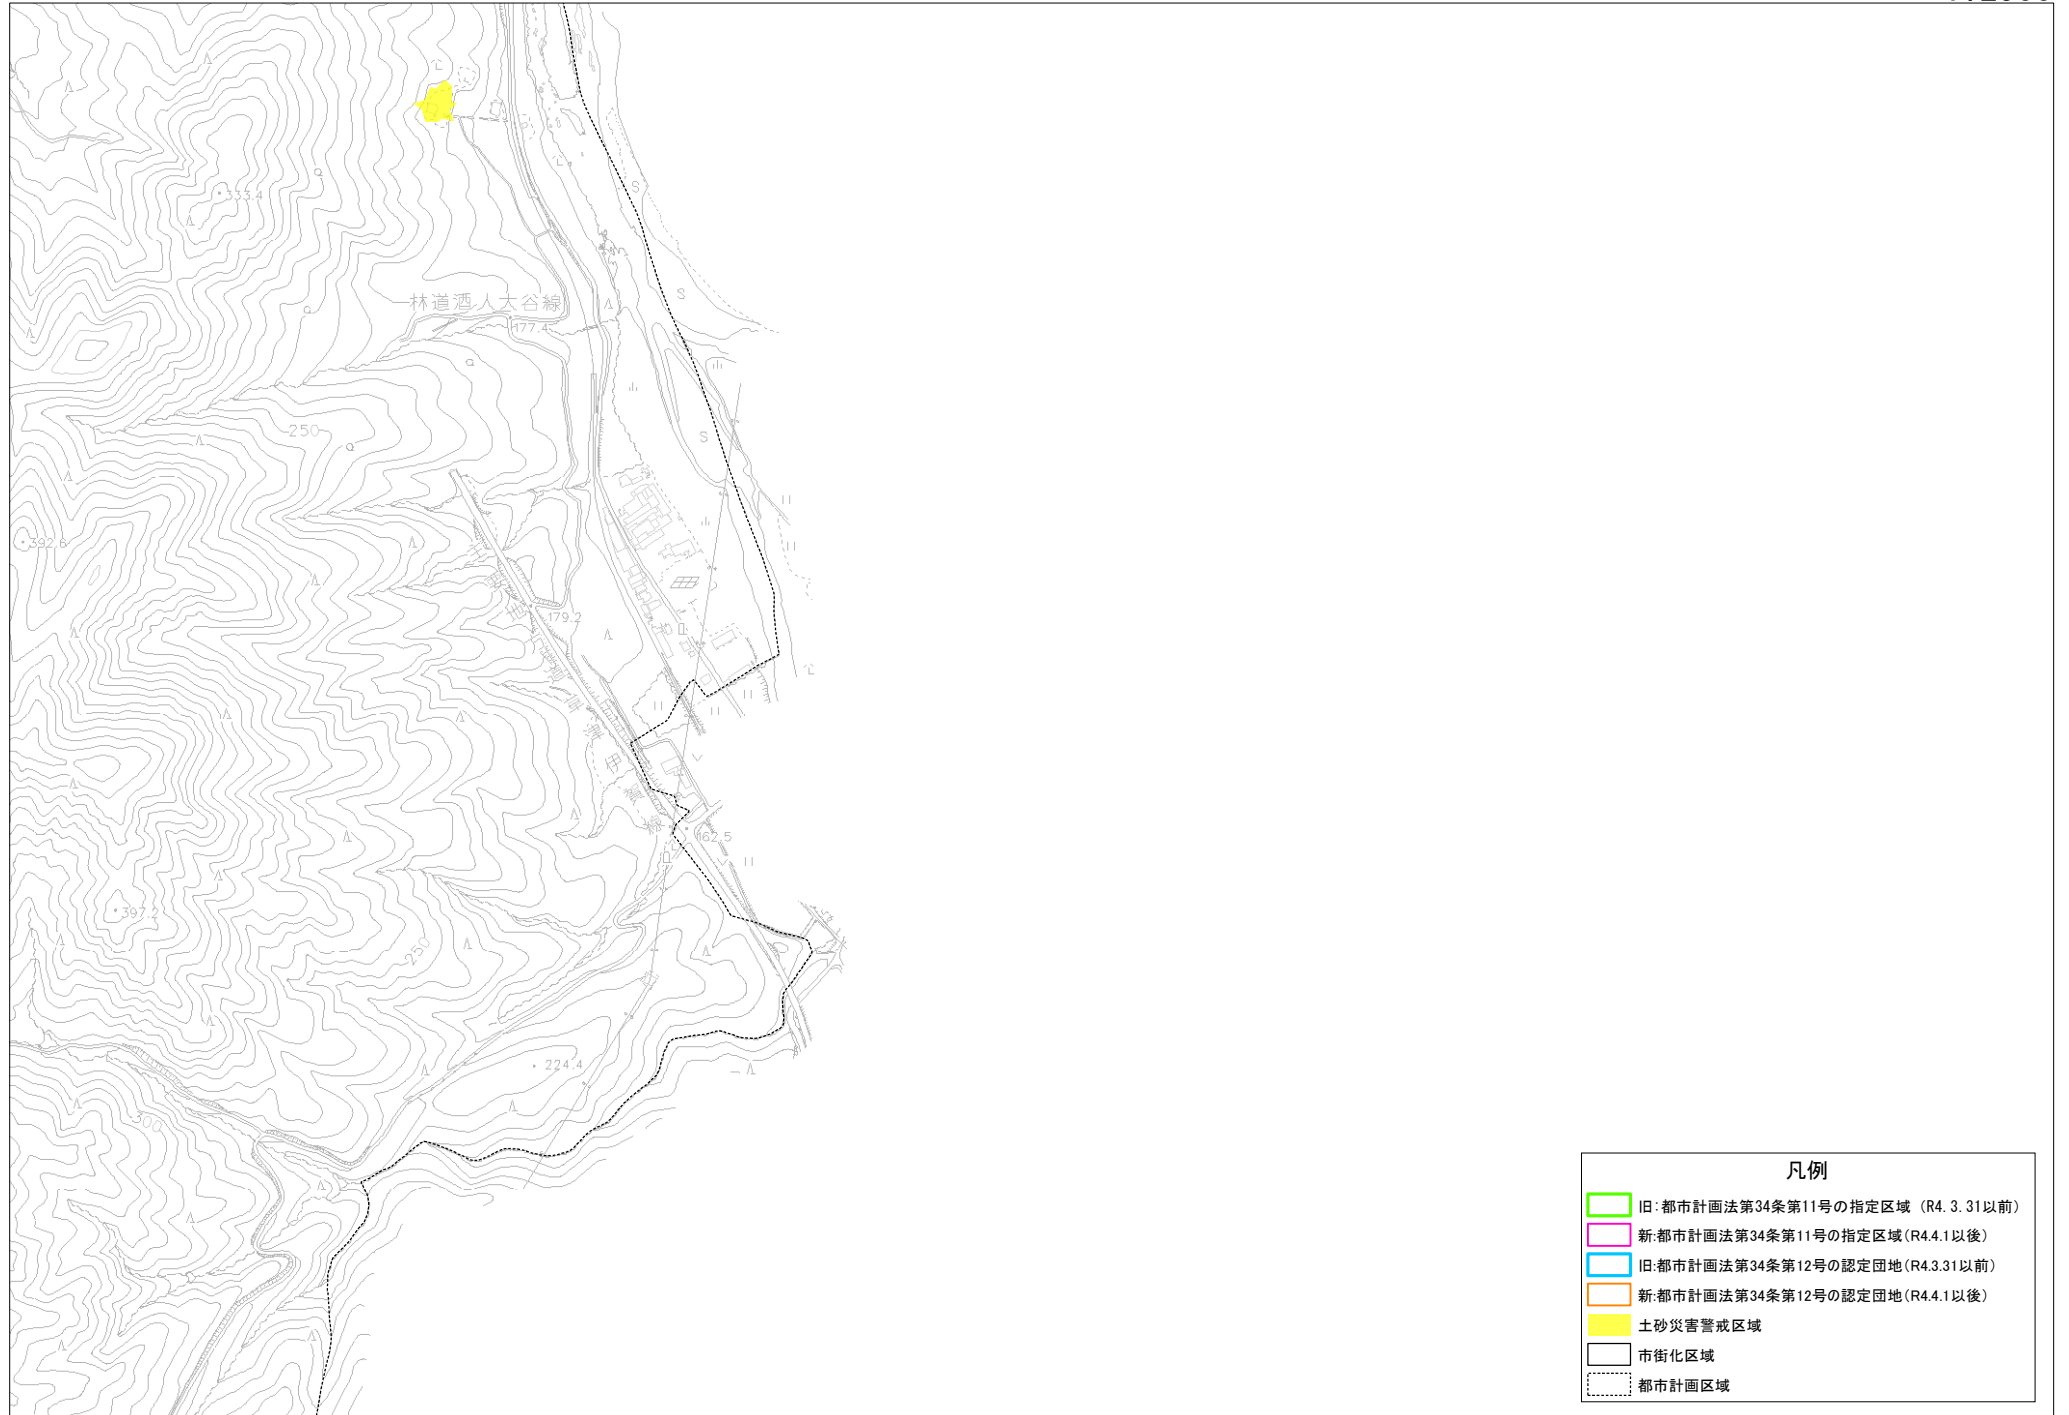 333.4
林道酒人大谷線
177.4
250
392.6
179.2
162.5
397.2
250
224.4
300
凡例
旧:都市計画法第34条第11号の指定区域 (R4.3.31以前)
新:都市計画法第34条第11号の指定区域(R4.4.1以後)
旧:都市計画法第34条第12号の認定団地(R4.3.31以前)
新:都市計画法第34条第12号の認定団地(R4.4.1以後)
土砂災害警戒区域
市街化区域
都市計画区域